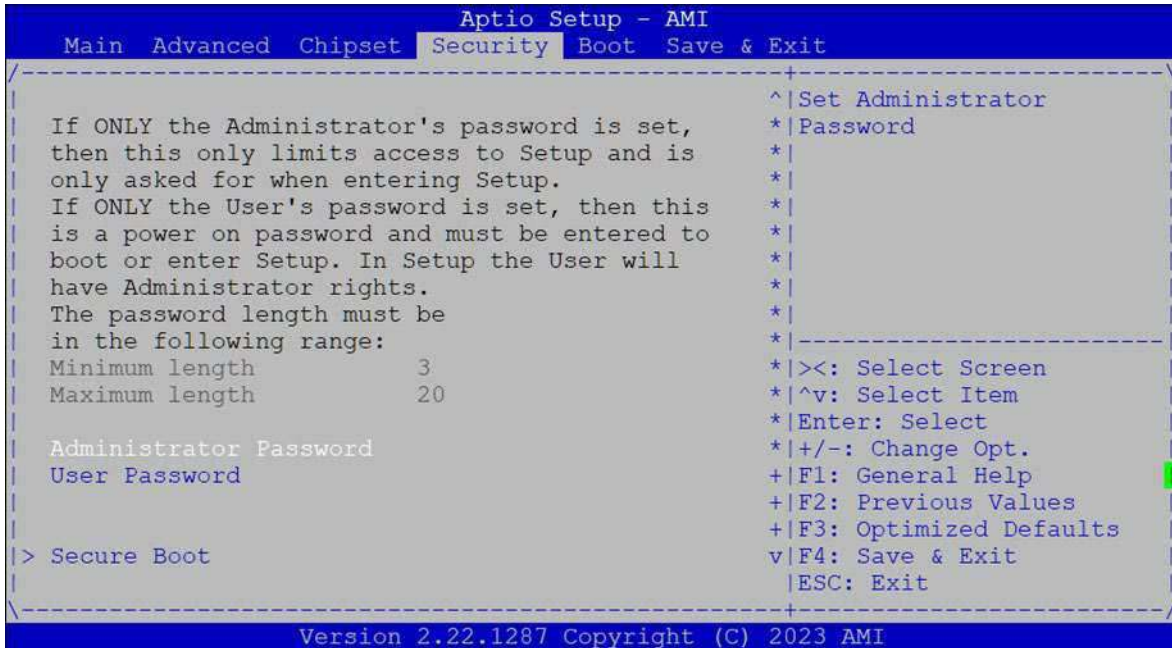 Aptio Setup - AMI
Main Advanced Chipset Security Boot Save & Exit
/-------------------------------------------------------+---------------------------\
^|Set Administrator
If ONLY the Administrator's password is set, *|Password
then this only limits access to Setup and is *|
only asked for when entering Setup. *|
If ONLY the User's password is set, then this *|
is a power on password and must be entered to *|
boot or enter Setup. In Setup the User will *|
have Administrator rights. *|
The password length must be *|
in the following range: *|---------------------------|
Minimum length 3 *|><: Select Screen
Maximum length 20 *|^v: Select Item
*|Enter: Select
Administrator Password *|+/-: Change Opt.
User Password +|F1: General Help
+|F2: Previous Values
+|F3: Optimized Defaults
|> Secure Boot v|F4: Save & Exit
|ESC: Exit
\-------------------------------------------------------+---------------------------/
Version 2.22.1287 Copyright (C) 2023 AMI